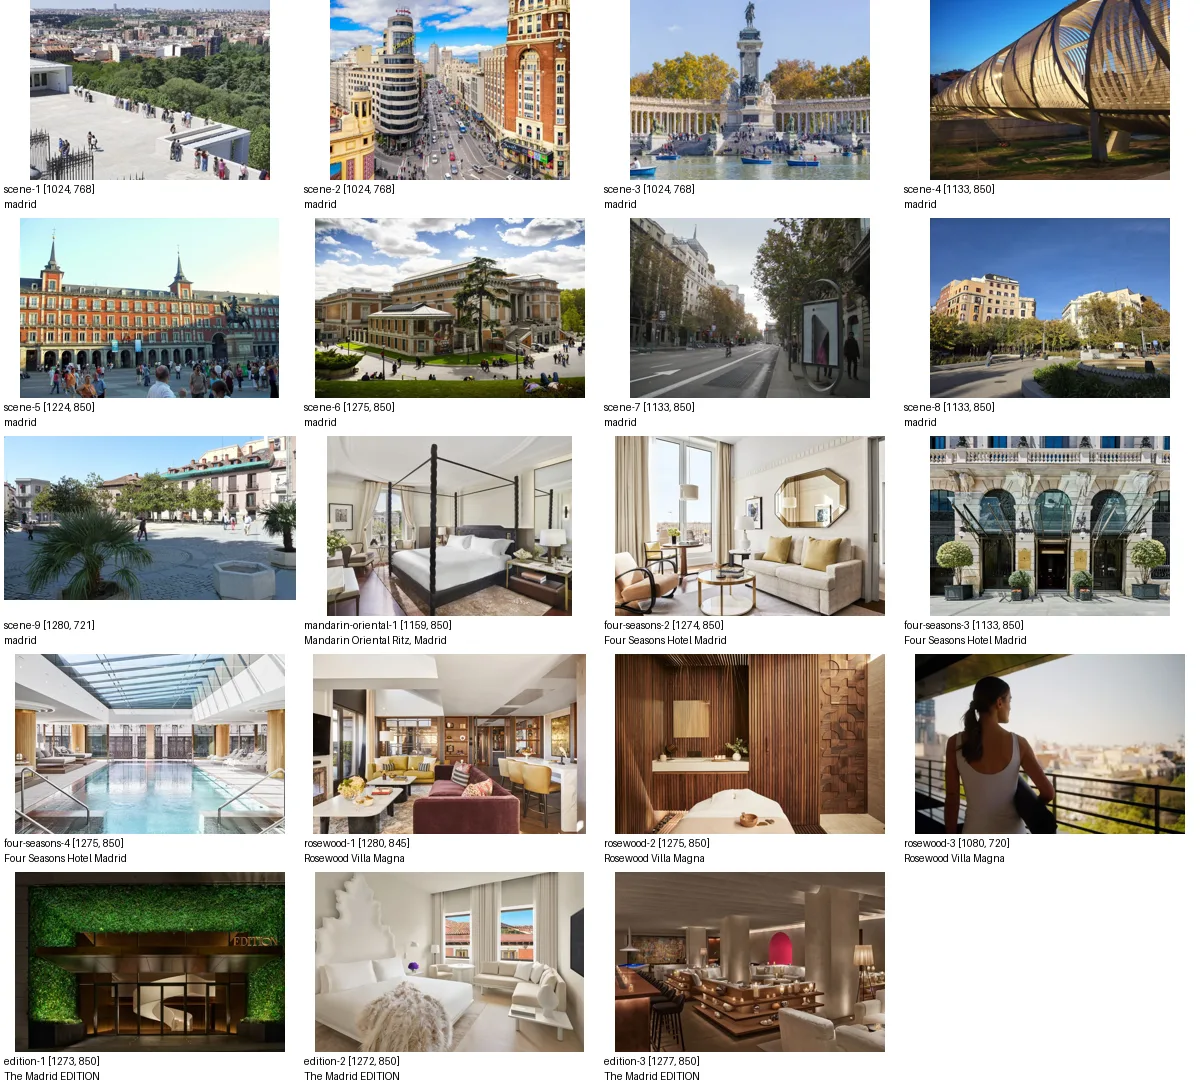 scene-1 [1024, 768]
madrid
scene-2 [1024, 768]
madrid
scene-3 [1024, 768]
madrid
scene-4 [1133, 850]
madrid
scene-5 [1224, 850]
madrid
scene-6 [1275, 850]
madrid
scene-7 [1133, 850]
madrid
scene-8 [1133, 850]
madrid
scene-9 [1280, 721]
madrid
mandarin-oriental-1 [1159, 850]
Mandarin Oriental Ritz, Madrid
four-seasons-2 [1274, 850]
Four Seasons Hotel Madrid
four-seasons-3 [1133, 850]
Four Seasons Hotel Madrid
four-seasons-4 [1275, 850]
Four Seasons Hotel Madrid
rosewood-1 [1280, 845]
Rosewood Villa Magna
rosewood-2 [1275, 850]
Rosewood Villa Magna
rosewood-3 [1080, 720]
Rosewood Villa Magna
EDITION
edition-1 [1273, 850]
The Madrid EDITION
edition-2 [1272, 850]
The Madrid EDITION
edition-3 [1277, 850]
The Madrid EDITION